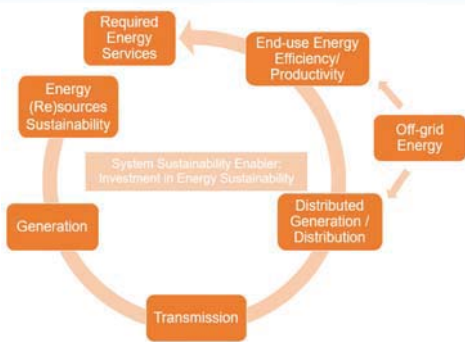 Required
Energy
Services
End-use Energy
Efficiency/
Productivity
Energy
(Re)sources
Sustainability
Off-grid
Energy
System Sustainability Enabler:
Investment in Energy Sustainability
Generation
Distributed
Generation /
Distribution
Transmission